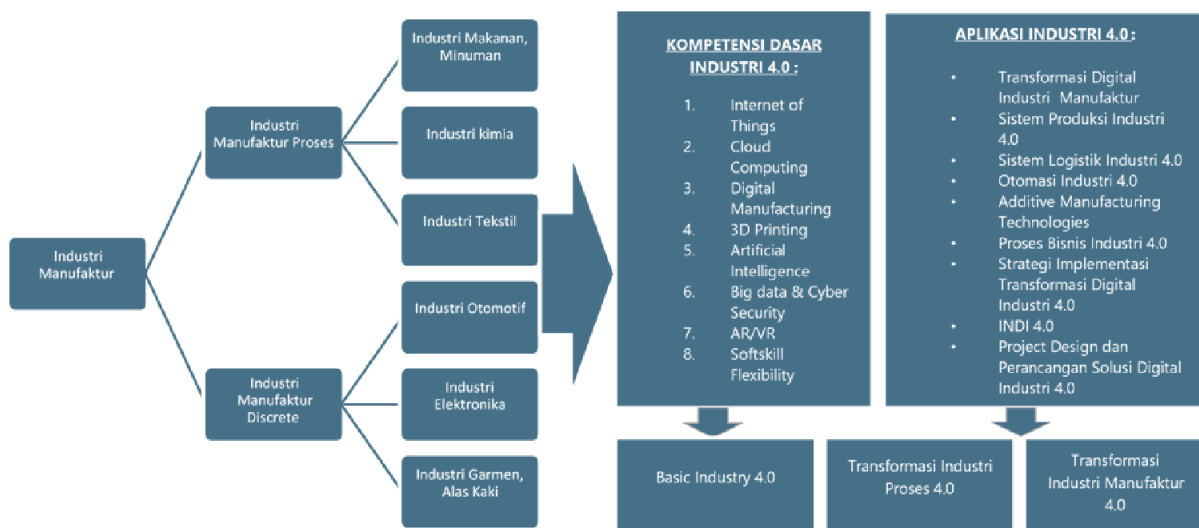 Industri
Manufaktur
Industri
Manufaktur Proses
Industri
Manufaktur
Discrete
Industri Makanan,
Minuman
Industri kimia
Industri Tekstil
Industri Otomotif
Industri
Elektronika
Industri Garmen,
Alas Kaki
KOMPETENSI DASAR
INDUSTRI 4.0 :
1. Internet of
Things
2. Cloud
Computing
3. Digital
Manufacturing
4. 3D Printing
5. Artificial
Intelligence
6. Big data & Cyber
Security
7. AR/VR
8. Softskill
Flexibility
APLIKASI INDUSTRI 4.0 :
• Transformasi Digital
Industri Manufaktur
• Sistem Produksi Industri
4.0
• Sistem Logistik Industri 4.0
• Otomasi Industri 4.0
• Additive Manufacturing
Technologies
• Proses Bisnis Industri 4.0
• Strategi Implementasi
Transformasi Digital
Industri 4.0
• INDI 4.0
• Project Design dan
Perancangan Solusi Digital
Industri 4.0
Basic Industry 4.0
Transformasi Industri
Proses 4.0
Transformasi
Industri Manufaktur
4.0